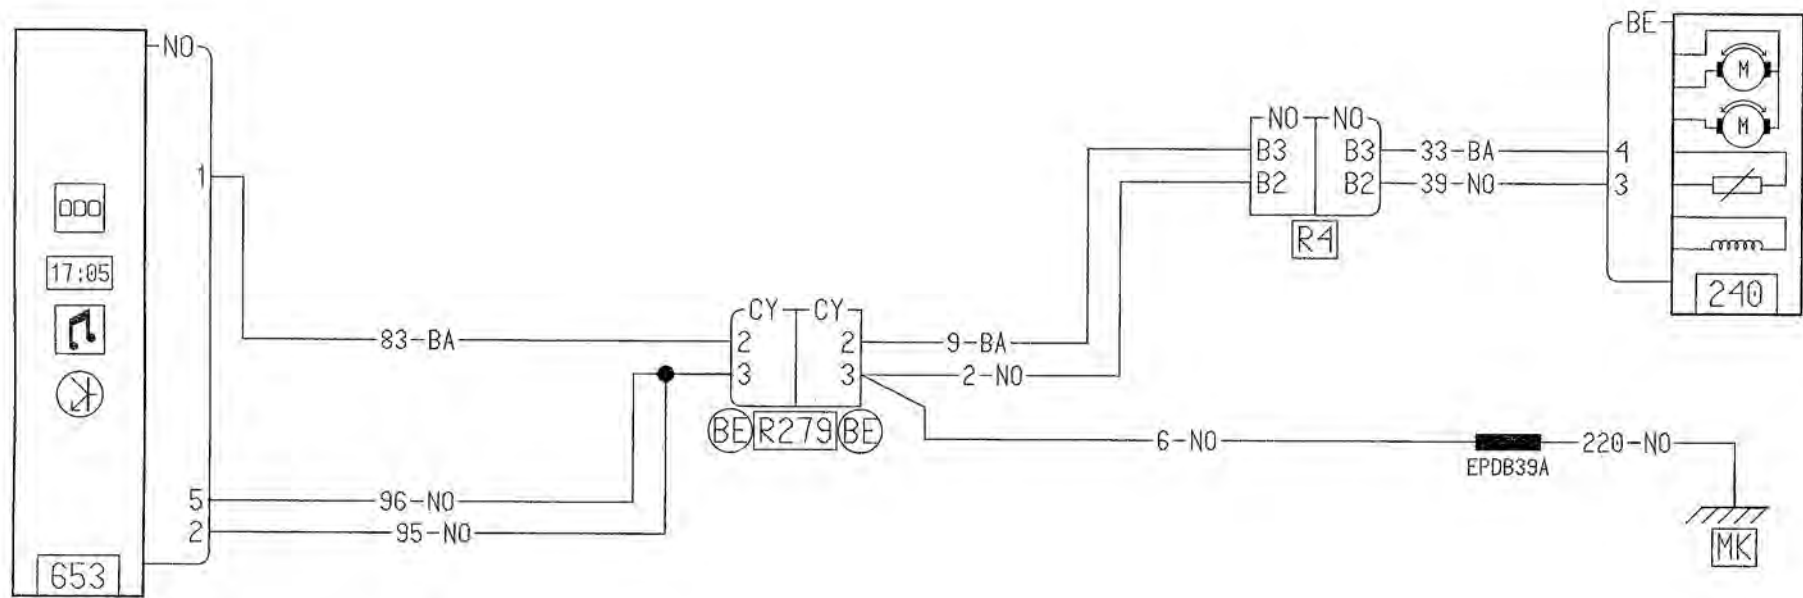 NO
1
000
17:05
653
5
2
83-BA
96-NO
95-NO
CY CY
2 2
3 3
BE R279 BE
9-BA
2-NO
6-NO
EPDB39A
220-NO
MK
NO NO
B3 B3
B2 B2
R4
33-BA
39-NO
BE
4
3
M
M
240